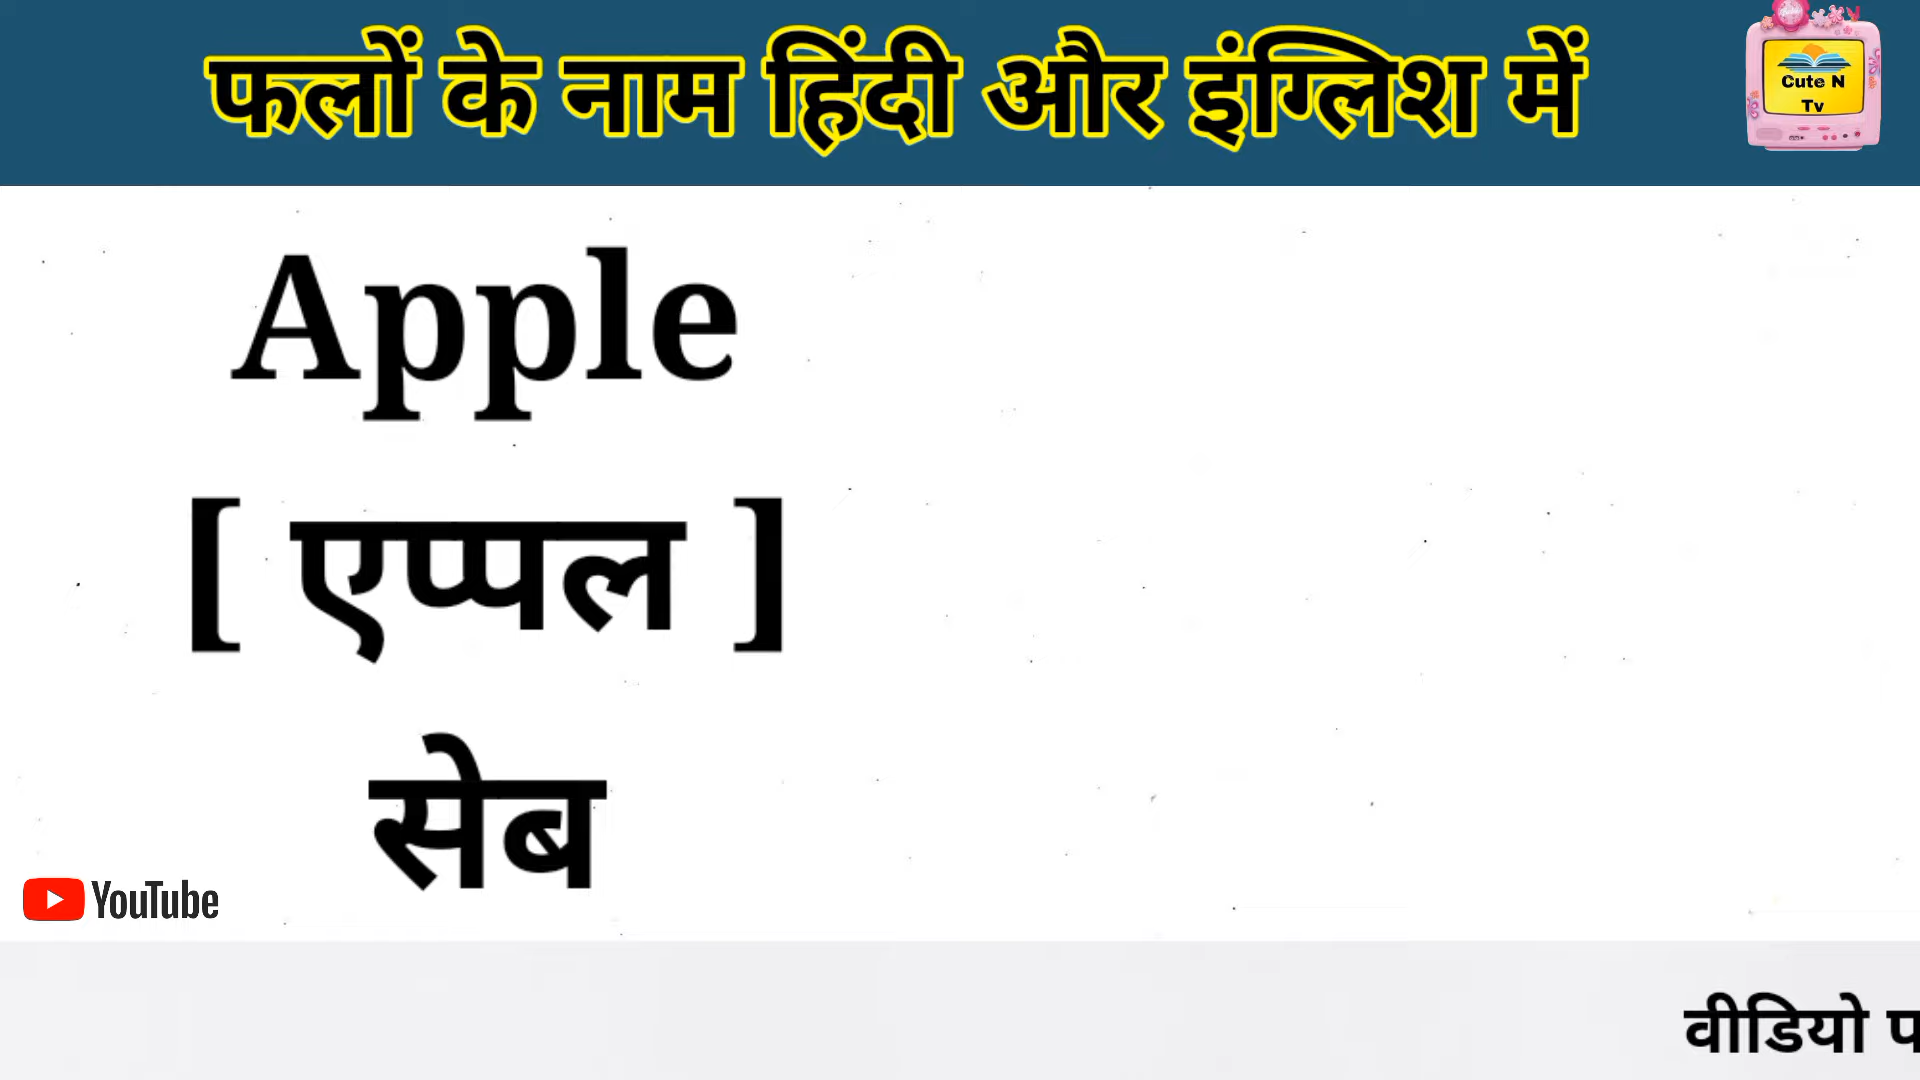 फलों के नाम हिंदी और इंग्लिश में
Cute N
Tv
Apple
[ एप्पल ]
सेब
YouTube
वीडियो